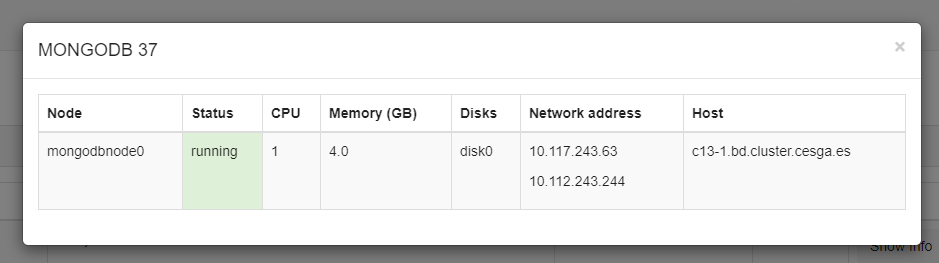 MONGODB 37
×
Node Status CPU Memory (GB) Disks Network address Host
mongodbnode0 running 1 4.0 disk0 10.117.243.63 c13-1.bd.cluster.cesga.es
10.112.243.244
Show Info